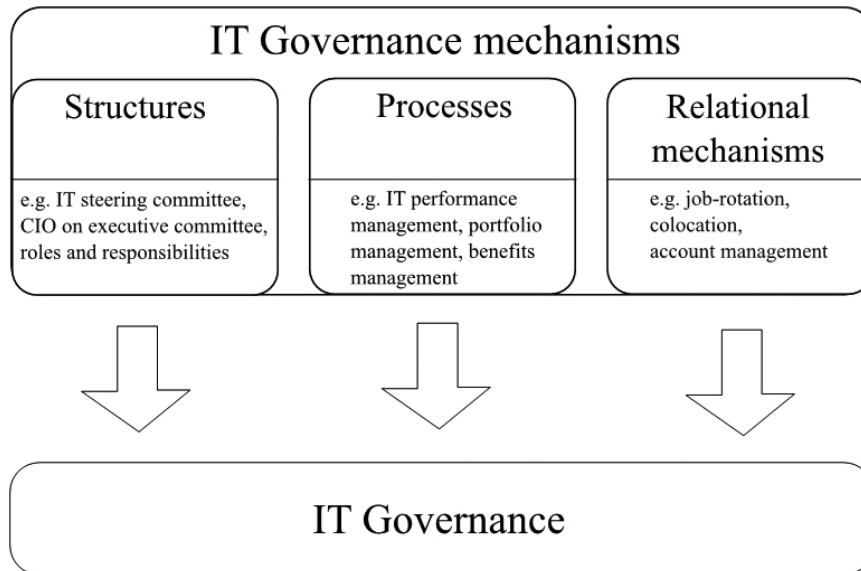 IT Governance mechanisms
Structures
e.g. IT steering committee,
CIO on executive committee,
roles and responsibilities
Processes
e.g. IT performance
management, portfolio
management, benefits
management
Relational
mechanisms
e.g. job-rotation,
colocation,
account management
IT Governance